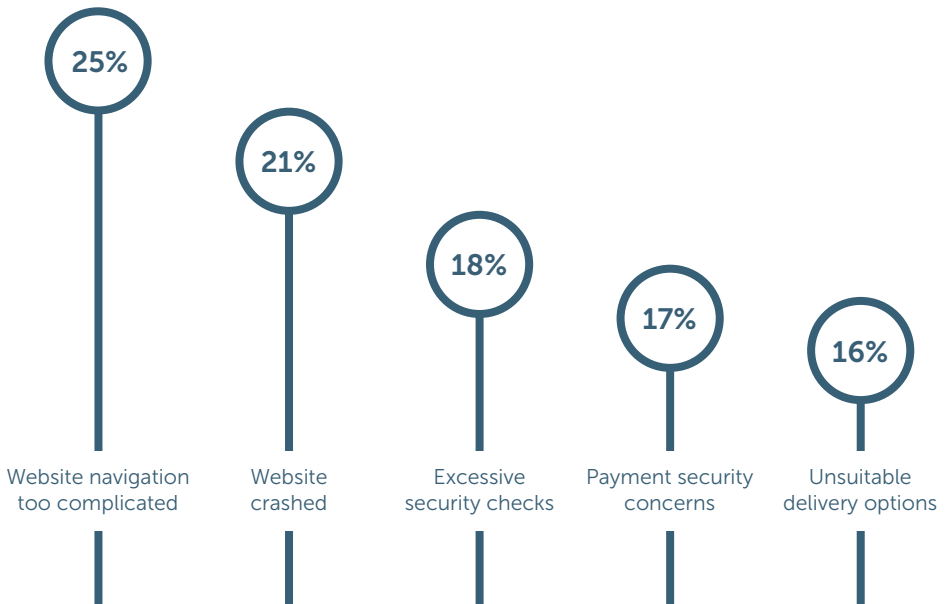 25%
21%
18%
17%
16%
Website navigation
too complicated
Website
crashed
Excessive
security checks
Payment security
concerns
Unsuitable
delivery options